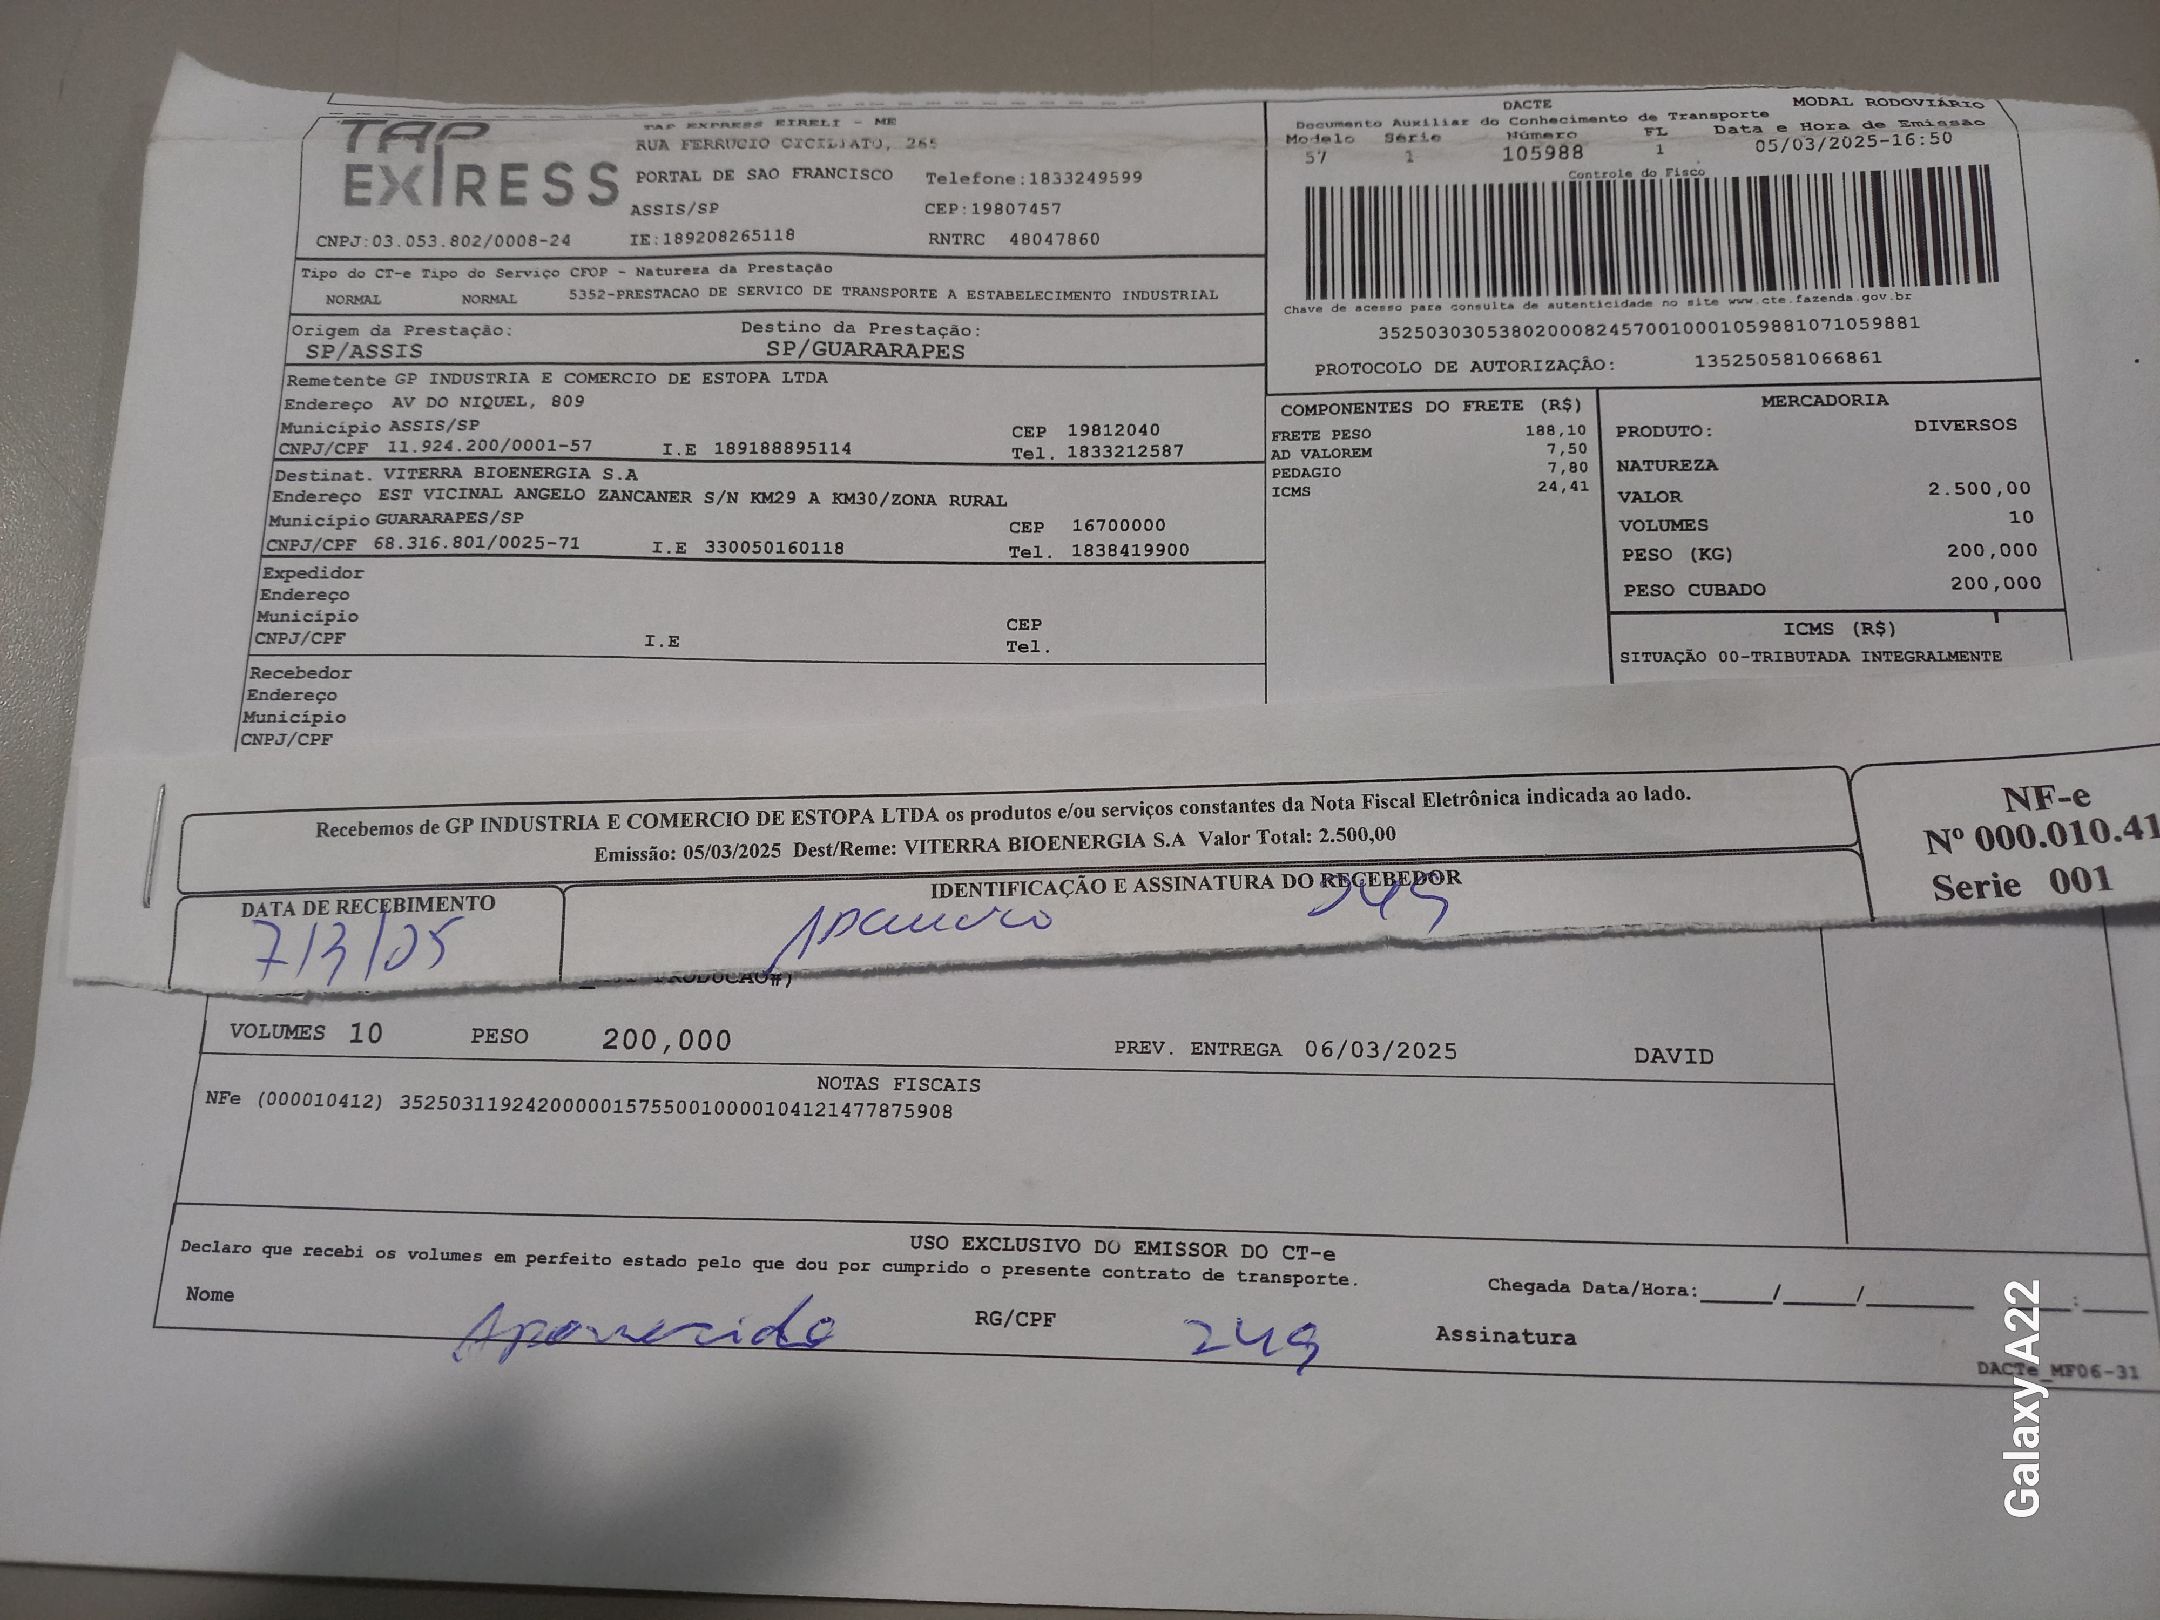 TAP EXPRESS
TAP EXPRESS EIRELI - ME
RUA FERRUCIO CICILIATO, 265
PORTAL DE SAO FRANCISCO Telefone:1833249599
ASSIS/SP CEP:19807457
CNPJ:03.053.802/0008-24 IE:189208265118 RNTRC 48047860
DACTE MODAL RODOVIÁRIO
Documento Auxiliar do Conhecimento de Transporte
Modelo Série Número FL Data e Hora de Emissão
57 1 105988 1 05/03/2025-16:50
Controle do Fisco
Chave de acesso para consulta de autenticidade no site www.cte.fazenda.gov.br
35250303053802000824570010001059881071059881
PROTOCOLO DE AUTORIZAÇÃO: 135250581066861
Tipo do CT-e Tipo do Serviço CFOP - Natureza da Prestação
NORMAL NORMAL 5352-PRESTACAO DE SERVICO DE TRANSPORTE A ESTABELECIMENTO INDUSTRIAL
Origem da Prestação: Destino da Prestação:
SP/ASSIS SP/GUARARAPES
Remetente GP INDUSTRIA E COMERCIO DE ESTOPA LTDA
Endereço AV DO NIQUEL, 809
Município ASSIS/SP CEP 19812040
CNPJ/CPF 11.924.200/0001-57 I.E 189188895114 Tel. 1833212587
Destinat. VITERRA BIOENERGIA S.A
Endereço EST VICINAL ANGELO ZANCANER S/N KM29 A KM30/ZONA RURAL
Município GUARARAPES/SP CEP 16700000
CNPJ/CPF 68.316.801/0025-71 I.E 330050160118 Tel. 1838419900
Expedidor
Endereço
Município CEP
CNPJ/CPF I.E Tel.
Recebedor
Endereço
Município
CNPJ/CPF
COMPONENTES DO FRETE (R$)
FRETE PESO 188,10
AD VALOREM 7,50
PEDAGIO 7,80
ICMS 24,41
MERCADORIA
PRODUTO: DIVERSOS
NATUREZA
VALOR 2.500,00
VOLUMES 10
PESO (KG) 200,000
PESO CUBADO 200,000
ICMS (R$)
SITUAÇÃO 00-TRIBUTADA INTEGRALMENTE
Recebemos de GP INDUSTRIA E COMERCIO DE ESTOPA LTDA os produtos e/ou serviços constantes da Nota Fiscal Eletrônica indicada ao lado.
Emissão: 05/03/2025 Dest/Reme: VITERRA BIOENERGIA S.A Valor Total: 2.500,00
NF-e
Nº 000.010.41
Serie 001
DATA DE RECEBIMENTO IDENTIFICAÇÃO E ASSINATURA DO RECEBEDOR
7/3/25 249
VOLUMES 10 PESO 200,000 PREV. ENTREGA 06/03/2025 DAVID
NOTAS FISCAIS
NFe (000010412) 35250311924200000157550010000104121477875908
USO EXCLUSIVO DO EMISSOR DO CT-e
Declaro que recebi os volumes em perfeito estado pelo que dou por cumprido o presente contrato de transporte.
Chegada Data/Hora:____/____/______ ____:____
Nome Aparecido RG/CPF 249 Assinatura
DACTe_MF06-31
Galaxy A22